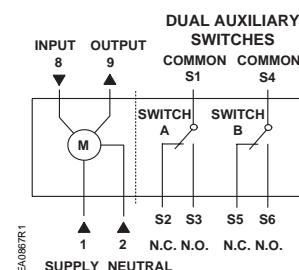 DUAL AUXILIARY
SWITCHES
INPUT OUTPUT
8 9
COMMON COMMON
S1 S4
SWITCH A
SWITCH B
M
S2 S3 S5 S6
1 2
N.C. N.O. N.C. N.O.
SUPPLY NEUTRAL
EA0867R1